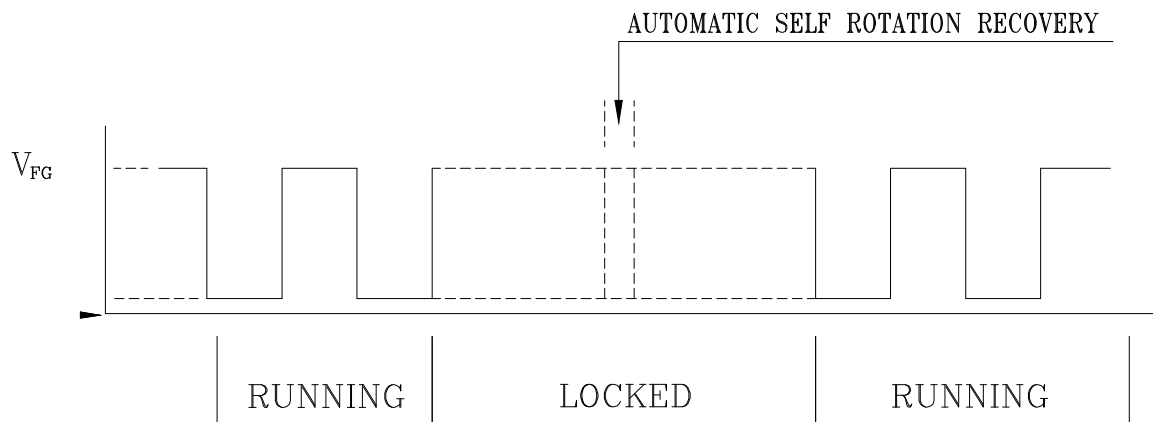 AUTOMATIC SELF ROTATION RECOVERY
VFG
RUNNING LOCKED RUNNING